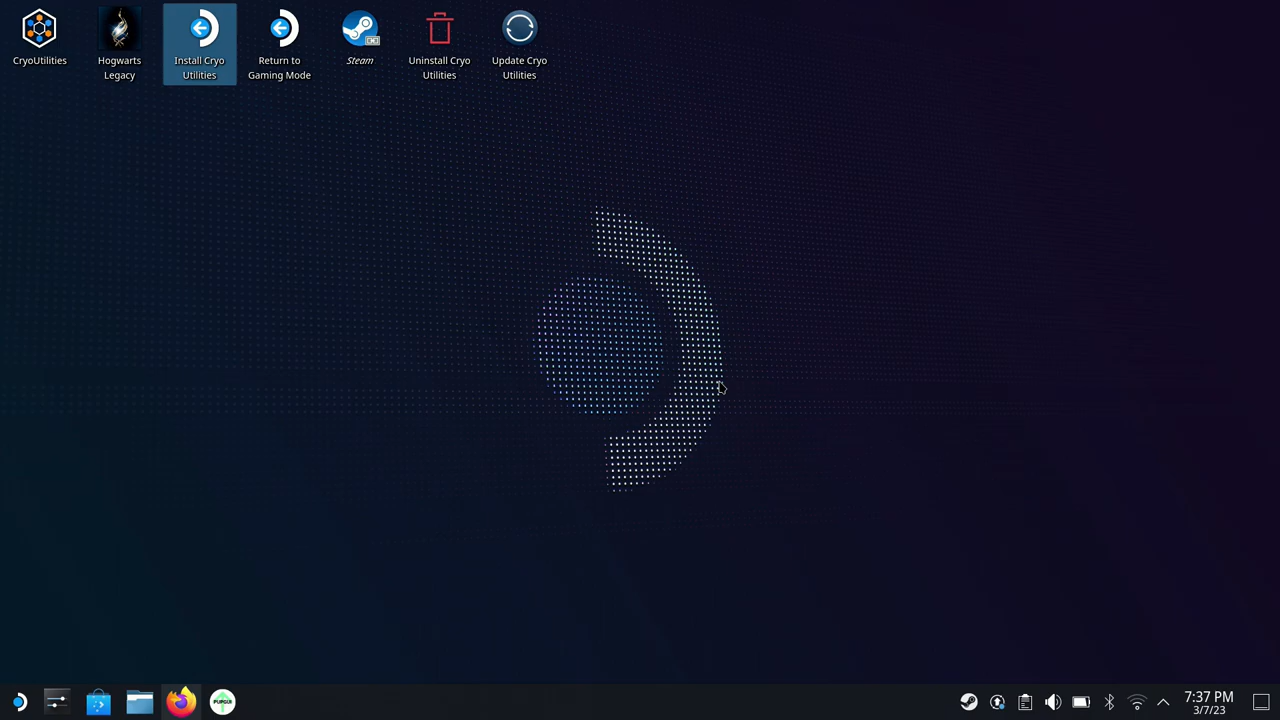 CryoUtilities
Hogwarts
Legacy
Install Cryo
Utilities
Return to
Gaming Mode
Steam
Uninstall Cryo
Utilities
Update Cryo
Utilities
PUPGUI
7:37 PM
3/7/23